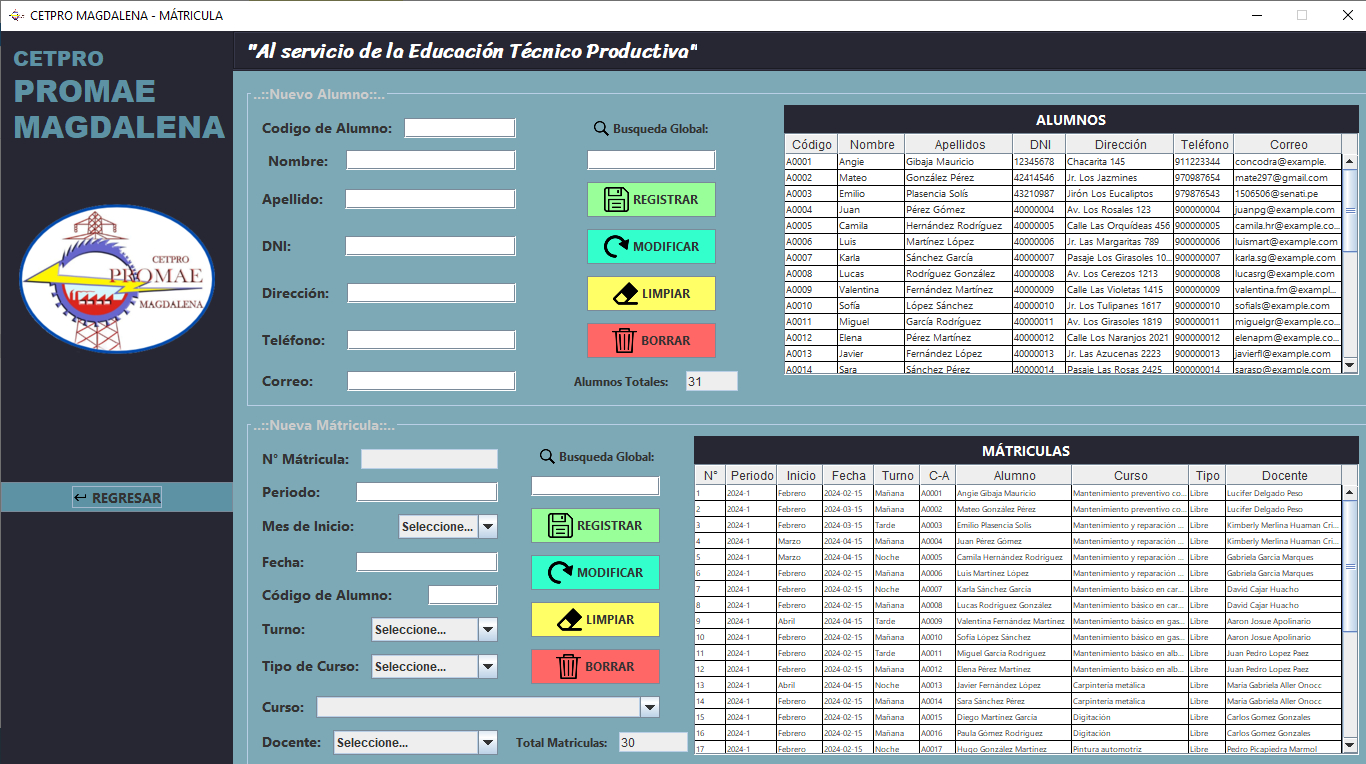 CETPRO MAGDALENA - MÁTRICULA
CETPRO
PROMAE
MAGDALENA
CETPRO
PROMAE
MAGDALENA
REGRESAR
"Al servicio de la Educación Técnico Productiva"
..::Nuevo Alumno::..
Codigo de Alumno:
Nombre:
Apellido:
DNI:
Dirección:
Teléfono:
Correo:
Busqueda Global:
REGISTRAR
MODIFICAR
LIMPIAR
BORRAR
Alumnos Totales: 31
ALUMNOS
Código Nombre Apellidos DNI Dirección Teléfono Correo
A0001 Angie Gibaja Mauricio 12345678 Chacarita 145 911223344 concodra@example.
A0002 Mateo González Pérez 42414546 Jr. Los Jazmines 970987654 mate297@gmail.com
A0003 Emilio Plasencia Solís 43210987 Jirón Los Eucaliptos 979876543 1506506@senati.pe
A0004 Juan Pérez Gómez 40000004 Av. Los Rosales 123 900000004 juanpg@example.com
A0005 Camila Hernández Rodríguez 40000005 Calle Las Orquídeas 456 900000005 camila.hr@example.co...
A0006 Luis Martínez López 40000006 Jr. Las Margaritas 789 900000006 luismart@example.co...
A0007 Karla Sánchez García 40000007 Pasaje Los Girasoles 10... 900000007 karla.sg@example.com
A0008 Lucas Rodríguez González 40000008 Av. Los Cerezos 1213 900000008 lucasrg@example.com
A0009 Valentina Fernández Martínez 40000009 Calle Las Violetas 1415 900000009 valentina.fm@exampl...
A0010 Sofía López Sánchez 40000010 Jr. Los Tulipanes 1617 900000010 sofials@example.com
A0011 Miguel García Rodríguez 40000011 Av. Los Girasoles 1819 900000011 miguelgr@example.co...
A0012 Elena Pérez Martínez 40000012 Calle Los Naranjos 2021 900000012 elenapm@example.com
A0013 Javier Fernández López 40000013 Jr. Las Azucenas 2223 900000013 javierfl@example.com
A0014 Sara Sánchez Pérez 40000014 Pasaje Las Rosas 2425 900000014 sarasp@example.com
..::Nueva Mátricula::..
N° Mátricula:
Periodo:
Mes de Inicio: Seleccione...
Fecha:
Código de Alumno:
Turno: Seleccione...
Tipo de Curso: Seleccione...
Curso:
Docente: Seleccione...
Busqueda Global:
REGISTRAR
MODIFICAR
LIMPIAR
BORRAR
Total Matriculas: 30
MÁTRICULAS
N° Periodo Inicio Fecha Turno C-A Alumno Curso Tipo Docente
1 2024-1 Febrero 2024-02-15 Mañana A0001 Angie Gibaja Mauricio Mantenimiento preventivo co... Libre Lucifer Delgado Peso
2 2024-1 Febrero 2024-03-15 Mañana A0002 Mateo González Pérez Mantenimiento preventivo co... Libre Lucifer Delgado Peso
3 2024-1 Febrero 2024-03-15 Tarde A0003 Emilio Plasencia Solís Mantenimiento y reparación ... Libre Kimberly Merlina Huaman Cri...
4 2024-1 Marzo 2024-04-15 Mañana A0004 Juan Pérez Gómez Mantenimiento y reparación ... Libre Kimberly Merlina Huaman Cri...
5 2024-1 Marzo 2024-04-15 Noche A0005 Camila Hernández Rodríguez Mantenimiento y reparación ... Libre Gabriela Garcia Marques
6 2024-1 Febrero 2024-02-15 Mañana A0006 Luis Martínez López Mantenimiento y reparación ... Libre Gabriela Garcia Marques
7 2024-1 Febrero 2024-02-15 Noche A0007 Karla Sánchez García Mantenimiento básico en car... Libre David Cajar Huacho
8 2024-1 Febrero 2024-02-15 Mañana A0008 Lucas Rodríguez González Mantenimiento básico en car... Libre David Cajar Huacho
9 2024-1 Abril 2024-04-15 Tarde A0009 Valentina Fernández Martínez Mantenimiento básico en gas... Libre Aaron Josue Apolinario
10 2024-1 Febrero 2024-02-15 Mañana A0010 Sofía López Sánchez Mantenimiento básico en gas... Libre Aaron Josue Apolinario
11 2024-1 Febrero 2024-02-15 Tarde A0011 Miguel García Rodríguez Mantenimiento básico en alb... Libre Juan Pedro Lopez Paez
12 2024-1 Febrero 2024-02-15 Mañana A0012 Elena Pérez Martínez Mantenimiento básico en alb... Libre Juan Pedro Lopez Paez
13 2024-1 Abril 2024-04-15 Noche A0013 Javier Fernández López Carpintería metálica Libre María Gabriela Aller Onocc
14 2024-1 Febrero 2024-02-15 Mañana A0014 Sara Sánchez Pérez Carpintería metálica Libre María Gabriela Aller Onocc
15 2024-1 Febrero 2024-02-15 Mañana A0015 Diego Martínez García Digitación Libre Carlos Gomez Gonzales
16 2024-1 Febrero 2024-02-15 Mañana A0016 Paula Gómez Rodríguez Digitación Libre Carlos Gomez Gonzales
17 2024-1 Febrero 2024-02-15 Noche A0017 Hugo González Martínez Pintura automotriz Libre Pedro Picapiedra Marmol